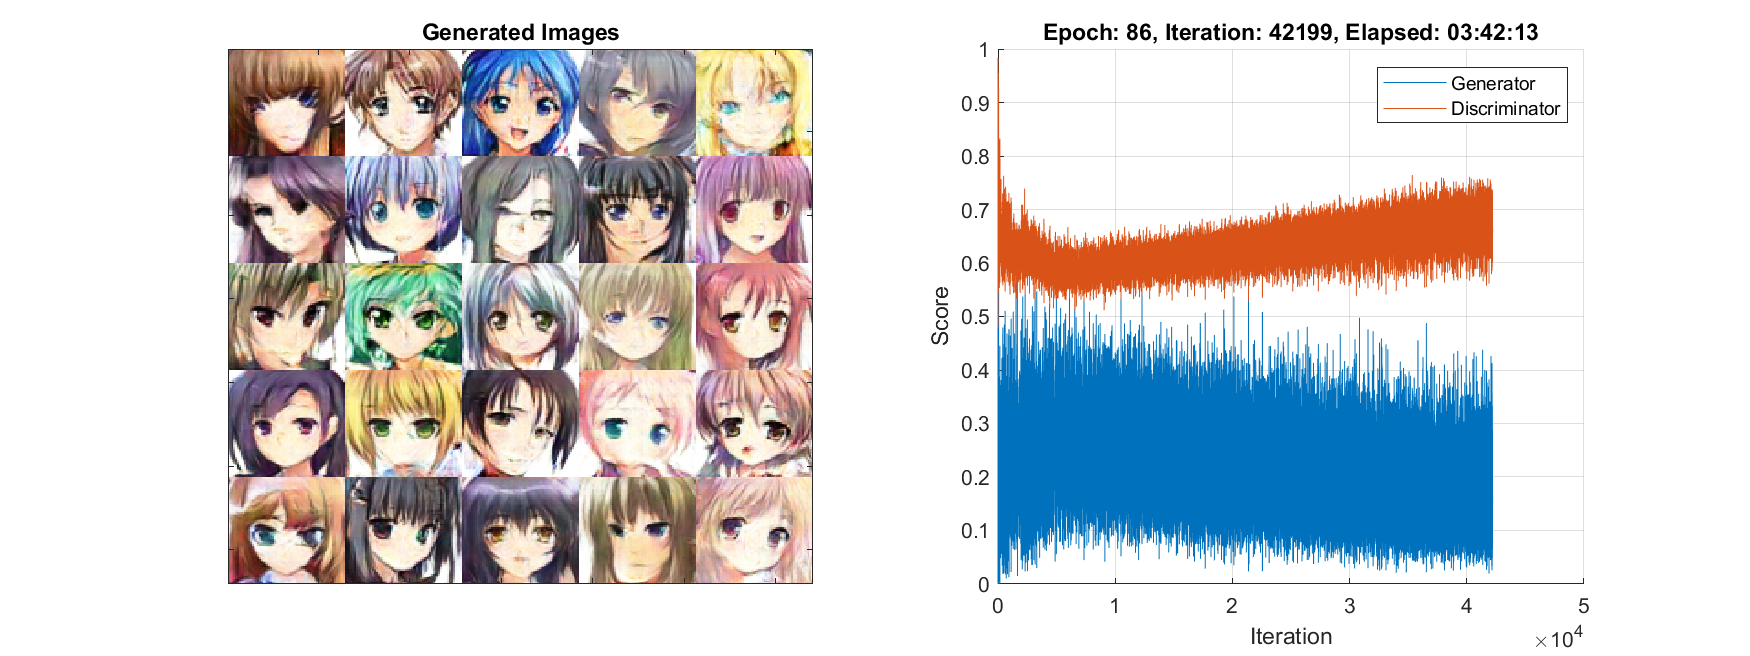 Generated Images
Epoch: 86, Iteration: 42199, Elapsed: 03:42:13
Generator
Discriminator
1
0.9
0.8
0.7
0.6
0.5
0.4
0.3
0.2
0.1
0
Score
0 1 2 3 4 5
Iteration
×10⁴